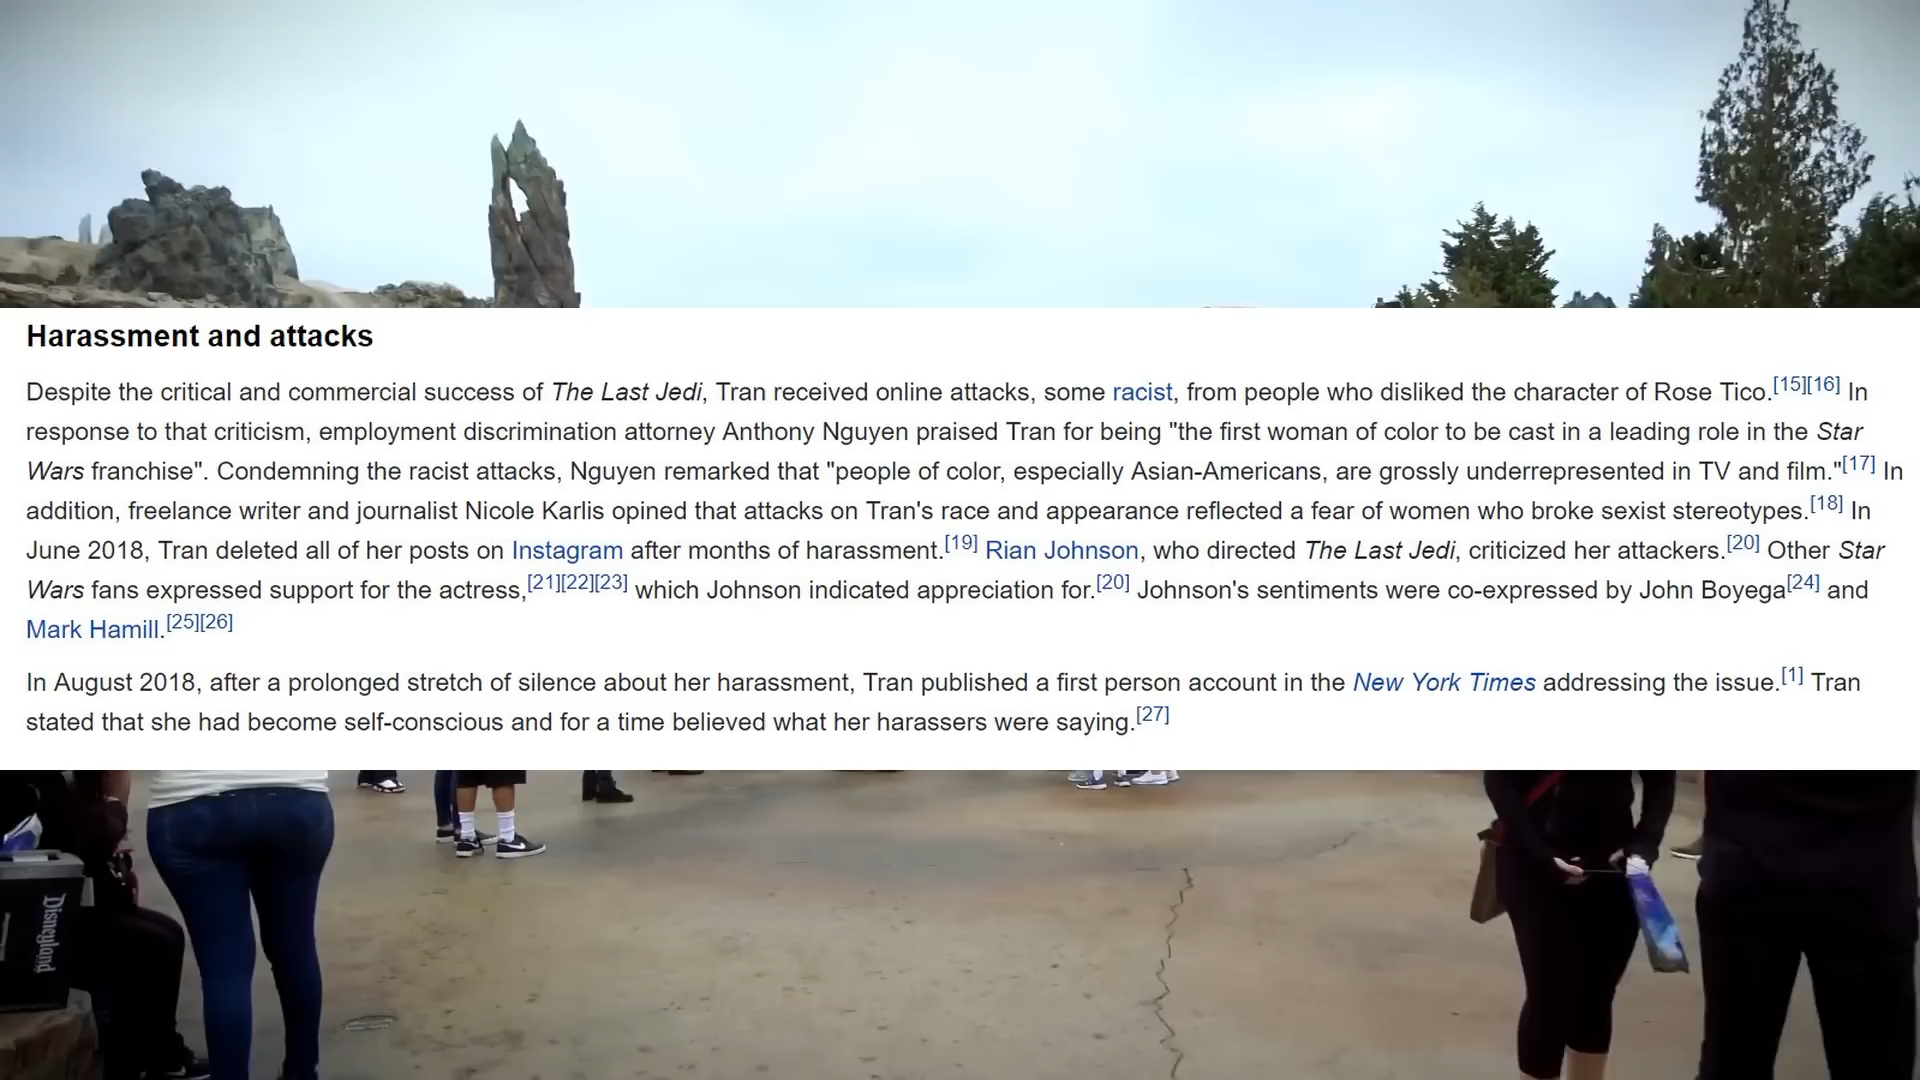 Harassment and attacks
Despite the critical and commercial success of The Last Jedi, Tran received online attacks, some racist, from people who disliked the character of Rose Tico.[15][16] In
response to that criticism, employment discrimination attorney Anthony Nguyen praised Tran for being "the first woman of color to be cast in a leading role in the Star
Wars franchise". Condemning the racist attacks, Nguyen remarked that "people of color, especially Asian-Americans, are grossly underrepresented in TV and film."[17] In
addition, freelance writer and journalist Nicole Karlis opined that attacks on Tran's race and appearance reflected a fear of women who broke sexist stereotypes.[18] In
June 2018, Tran deleted all of her posts on Instagram after months of harassment.[19] Rian Johnson, who directed The Last Jedi, criticized her attackers.[20] Other Star
Wars fans expressed support for the actress,[21][22][23] which Johnson indicated appreciation for.[20] Johnson's sentiments were co-expressed by John Boyega[24] and
Mark Hamill.[25][26]
In August 2018, after a prolonged stretch of silence about her harassment, Tran published a first person account in the New York Times addressing the issue.[1] Tran
stated that she had become self-conscious and for a time believed what her harassers were saying.[27]
Disneyland